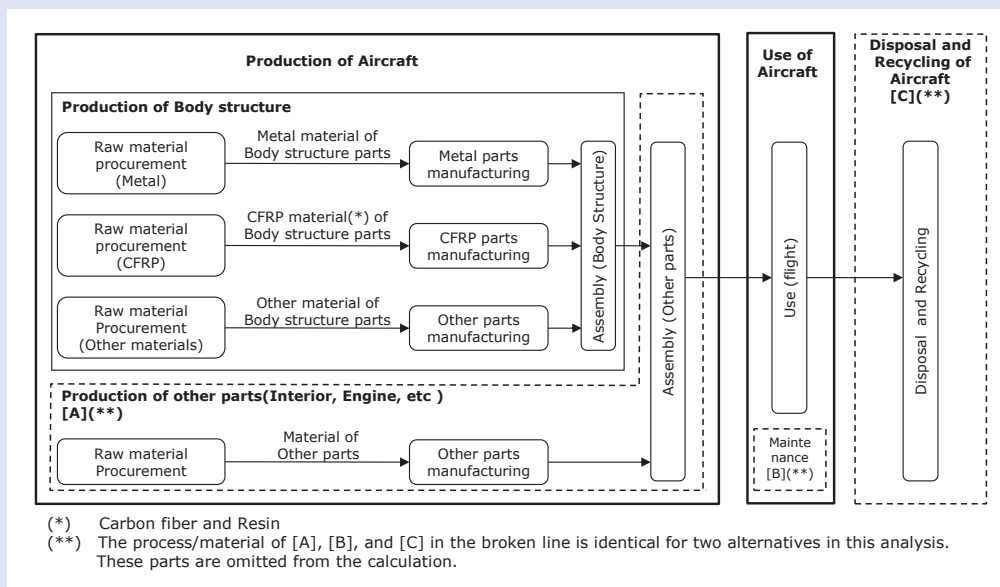 Production of Aircraft
Use of
Aircraft
Disposal and
Recycling of
Aircraft
[C](**)
Production of Body structure
Raw material
procurement
(Metal)
Metal material of
Body structure parts
Metal parts
manufacturing
Raw material
procurement
(CFRP)
CFRP material(*) of
Body structure parts
CFRP parts
manufacturing
Raw material
Procurement
(Other materials)
Other material of
Body structure parts
Other parts
manufacturing
Assembly (Body Structure)
Assembly (Other parts)
Use (flight)
Disposal and Recycling
Production of other parts(Interior, Engine, etc )
[A](**)
Raw material
Procurement
Material of
Other parts
Other parts
manufacturing
Mainte
nance
[B](**)
(*) Carbon fiber and Resin
(**) The process/material of [A], [B], and [C] in the broken line is identical for two alternatives in this analysis.
These parts are omitted from the calculation.